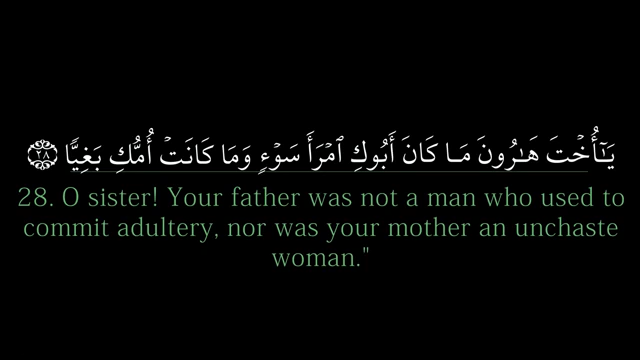 يَـٰٓأُخْتَ هَـٰرُونَ مَـا كَانَ أَبُوكِ ٱمْرَأَ سَوْءٍ وَمَا كَانَتْ أُمُّكِ بَغِيًّا ۝٢٨
28. O sister! Your father was not a man who used to
commit adultery, nor was your mother an unchaste
woman."